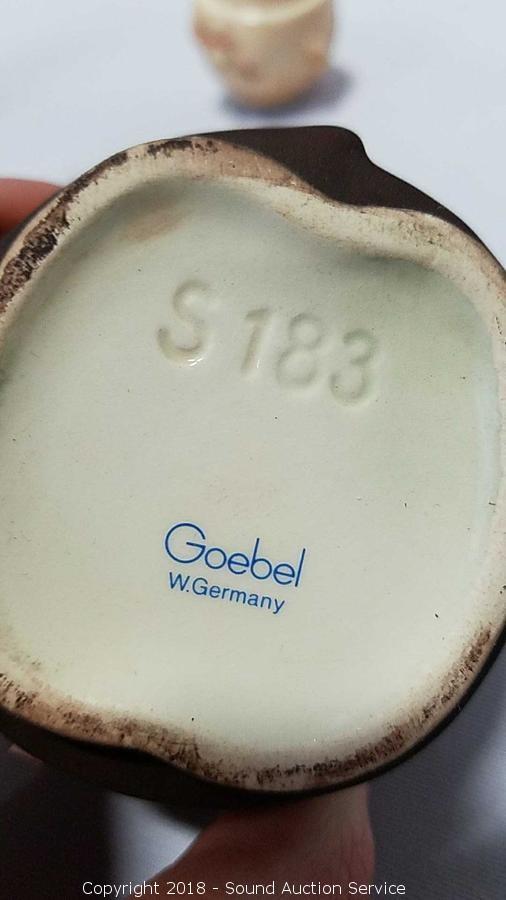 S 183
Goebel
W.Germany
Copyright 2018 - Sound Auction Service